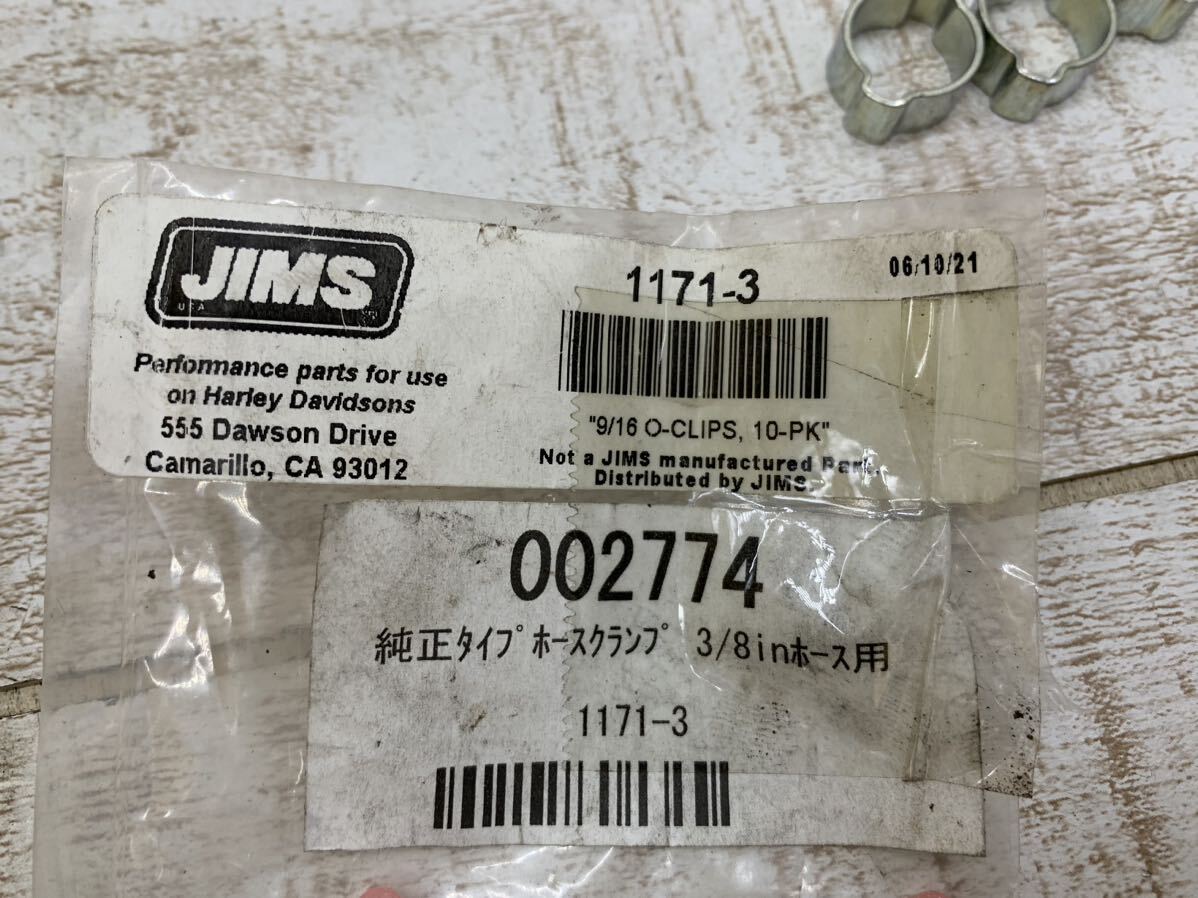 JIMS
USA
Performance parts for use
on Harley Davidsons
555 Dawson Drive
Camarillo, CA 93012
1171-3
06/10/21
"9/16 O-CLIPS, 10-PK"
Not a JIMS manufactured Part.
Distributed by JIMS.
002774
純正ﾀｲﾌﾟﾎｰｽｸﾗﾝﾌﾟ 3/8inﾎｰｽ用
1171-3